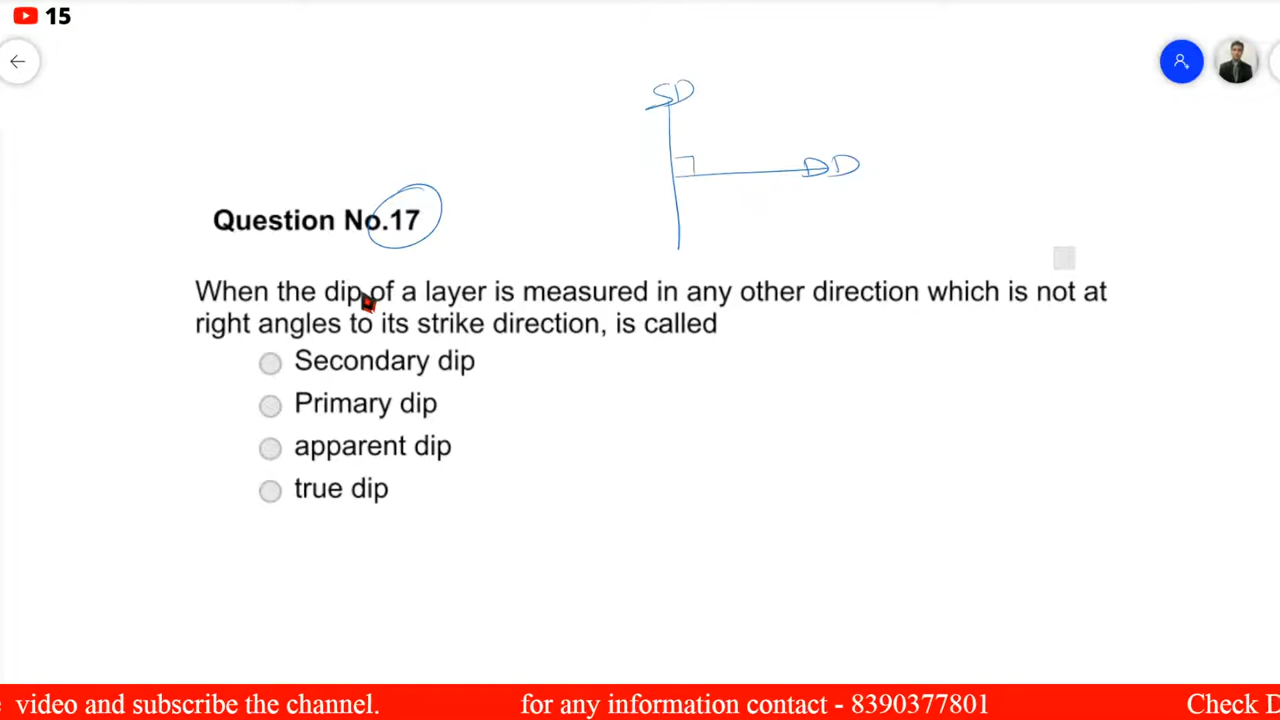 15
SD
DD
Question No.17
When the dip of a layer is measured in any other direction which is not at
right angles to its strike direction, is called
Secondary dip
Primary dip
apparent dip
true dip
video and subscribe the channel. for any information contact - 8390377801 Check D